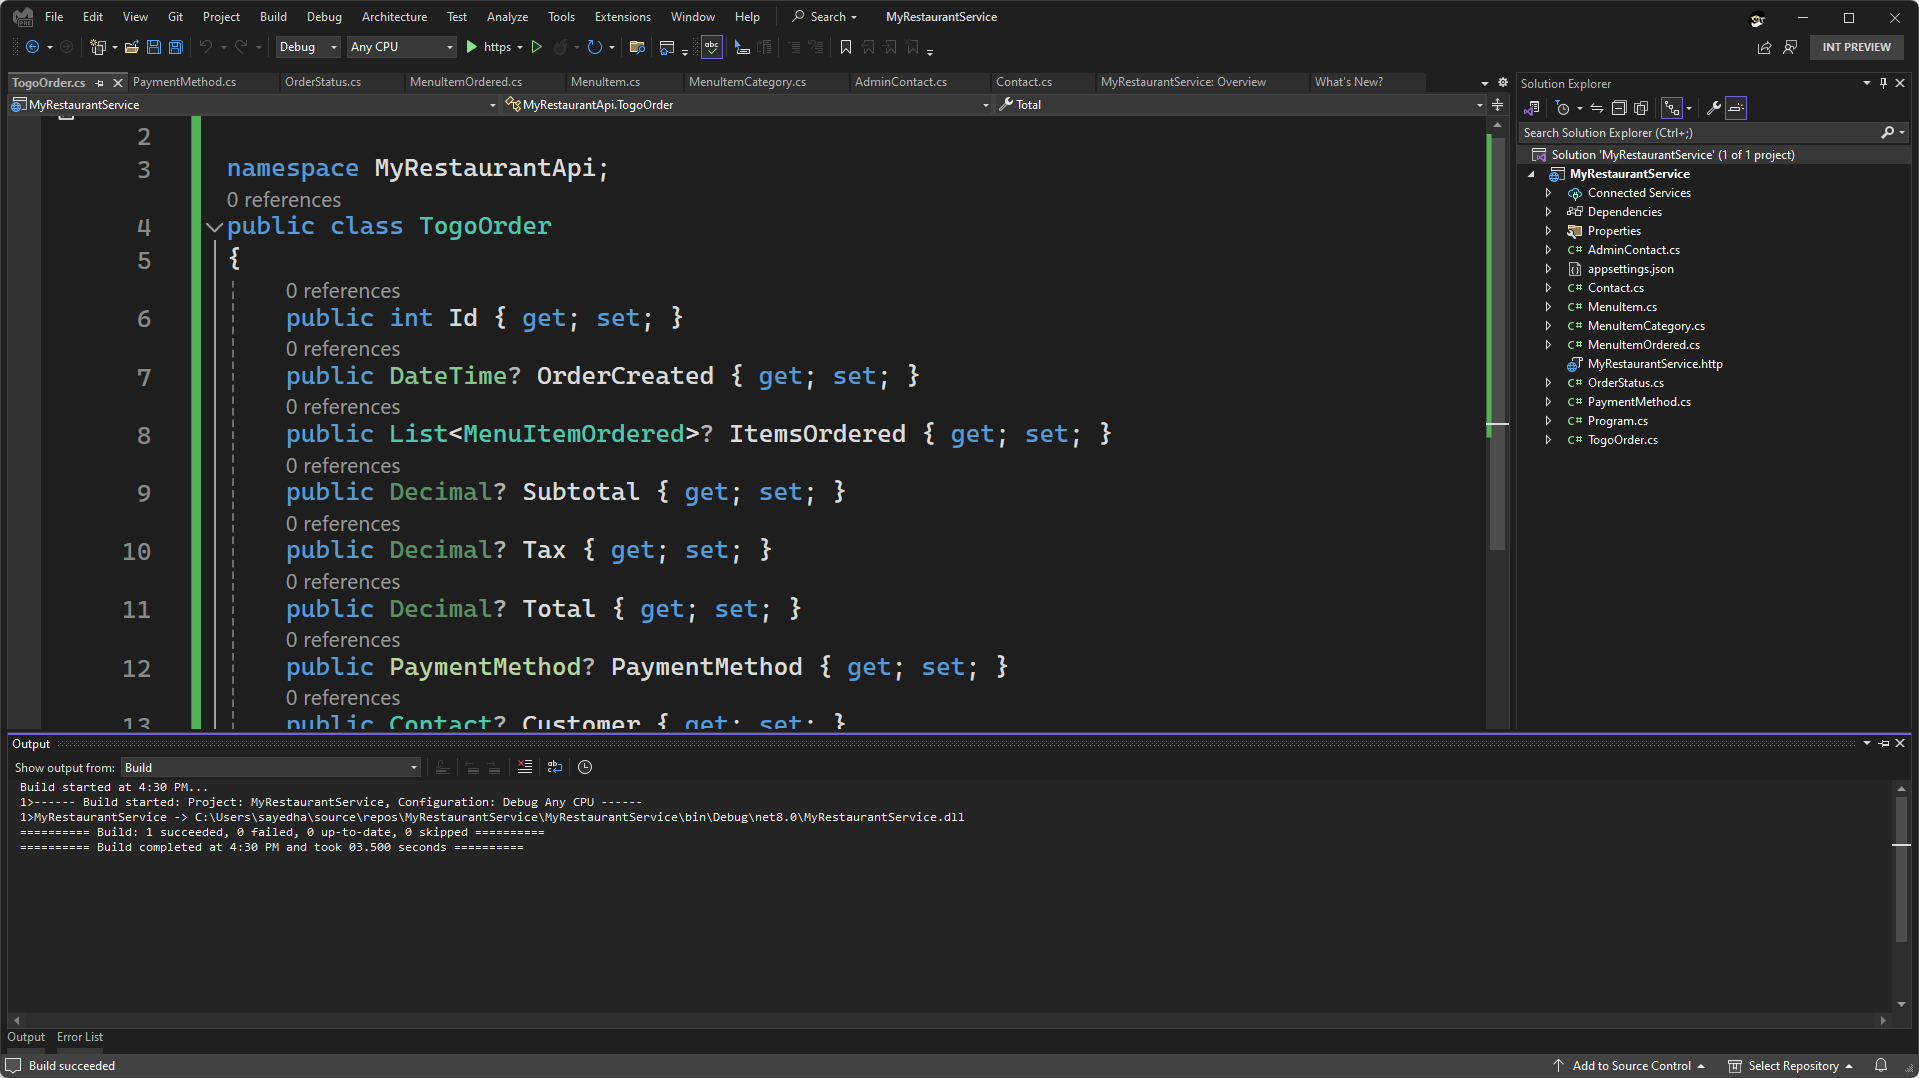 File Edit View Git Project Build Debug Architecture Test Analyze Tools Extensions Window Help Search MyRestaurantService
Debug Any CPU https INT PREVIEW
TogoOrder.cs PaymentMethod.cs OrderStatus.cs MenuItemOrdered.cs MenuItem.cs MenuItemCategory.cs AdminContact.cs Contact.cs MyRestaurantService: Overview What's New?
MyRestaurantService MyRestaurantApi.TogoOrder Total
2
3 namespace MyRestaurantApi;
0 references
4 public class TogoOrder
5 {
0 references
6 public int Id { get; set; }
0 references
7 public DateTime? OrderCreated { get; set; }
0 references
8 public List<MenuItemOrdered>? ItemsOrdered { get; set; }
0 references
9 public Decimal? Subtotal { get; set; }
0 references
10 public Decimal? Tax { get; set; }
0 references
11 public Decimal? Total { get; set; }
0 references
12 public PaymentMethod? PaymentMethod { get; set; }
0 references
13 public Contact? Customer { get; set; }
Solution Explorer
Search Solution Explorer (Ctrl+;)
Solution 'MyRestaurantService' (1 of 1 project)
MyRestaurantService
Connected Services
Dependencies
Properties
C# AdminContact.cs
appsettings.json
C# Contact.cs
C# MenuItem.cs
C# MenuItemCategory.cs
C# MenuItemOrdered.cs
MyRestaurantService.http
C# OrderStatus.cs
C# PaymentMethod.cs
C# Program.cs
C# TogoOrder.cs
Output
Show output from: Build
Build started at 4:30 PM...
1>------ Build started: Project: MyRestaurantService, Configuration: Debug Any CPU ------
1>MyRestaurantService -> C:\Users\sayedha\source\repos\MyRestaurantService\MyRestaurantService\bin\Debug\net8.0\MyRestaurantService.dll
========== Build: 1 succeeded, 0 failed, 0 up-to-date, 0 skipped ==========
========== Build completed at 4:30 PM and took 03.500 seconds ==========
Output Error List
Build succeeded Add to Source Control Select Repository